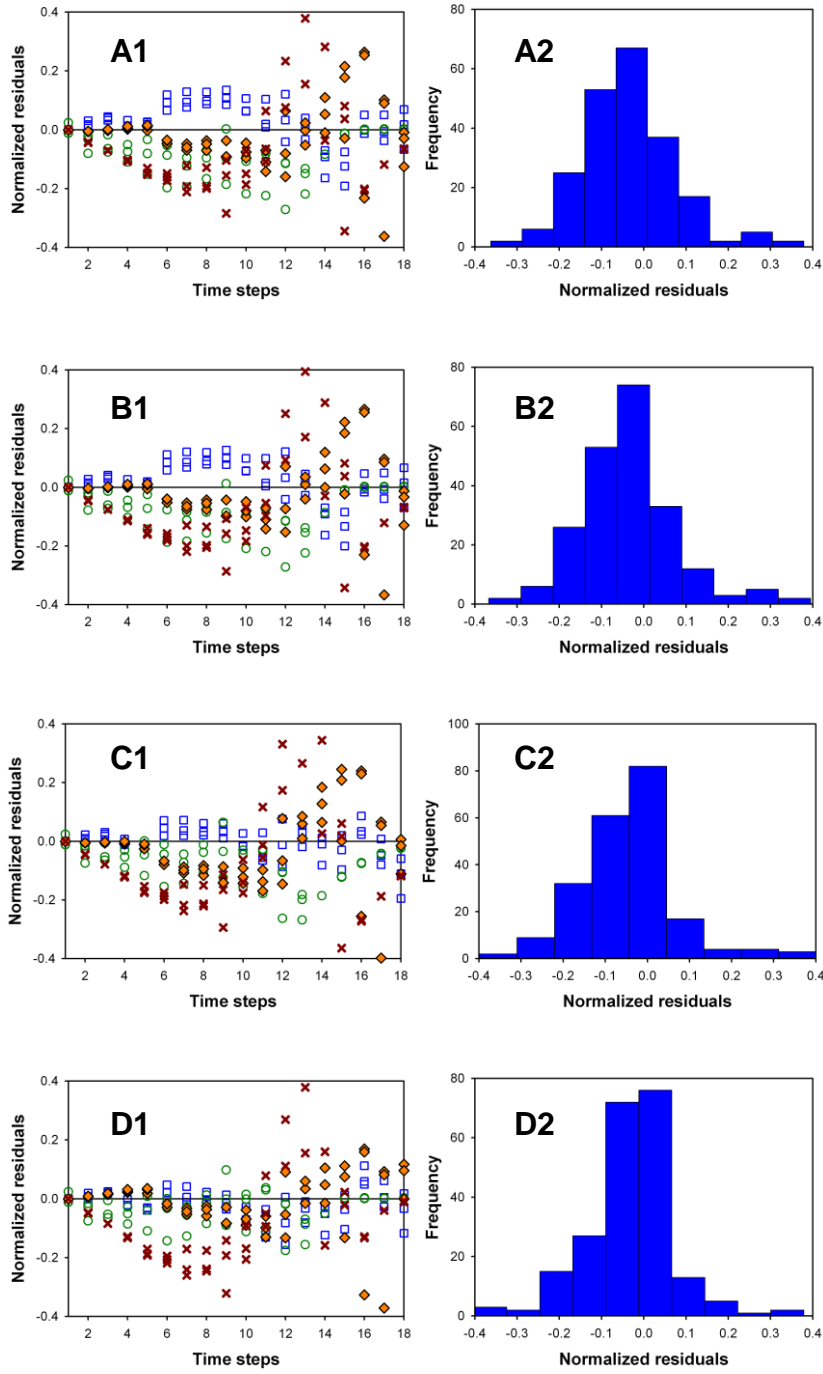 A1
0.4
0.2
0.0
-0.2
-0.4
Normalized residuals
2 4 6 8 10 12 14 16 18
Time steps
A2
80
60
40
20
0
Frequency
-0.4 -0.3 -0.2 -0.1 0.0 0.1 0.2 0.3 0.4
Normalized residuals
B1
0.4
0.2
0.0
-0.2
-0.4
Normalized residuals
2 4 6 8 10 12 14 16 18
Time steps
B2
80
60
40
20
0
Frequency
-0.4 -0.3 -0.2 -0.1 0.0 0.1 0.2 0.3 0.4
Normalized residuals
C1
0.4
0.2
0.0
-0.2
-0.4
Normalized residuals
2 4 6 8 10 12 14 16 18
Time steps
C2
100
80
60
40
20
0
Frequency
-0.4 -0.3 -0.2 -0.1 0.0 0.1 0.2 0.3 0.4
Normalized residuals
D1
0.4
0.2
0.0
-0.2
-0.4
Normalized residuals
2 4 6 8 10 12 14 16 18
Time steps
D2
80
60
40
20
0
Frequency
-0.4 -0.3 -0.2 -0.1 0.0 0.1 0.2 0.3 0.4
Normalized residuals